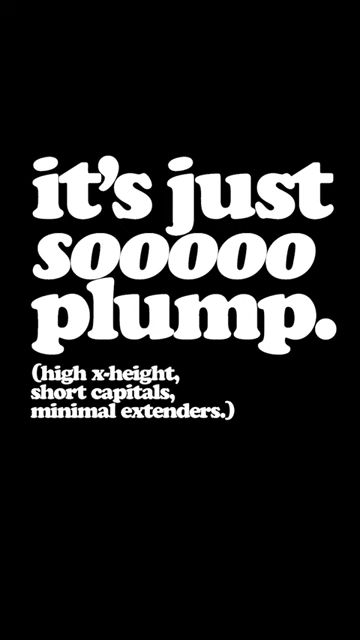 it's just
sooooo
plump.
(high x-height,
short capitals,
minimal extenders.)